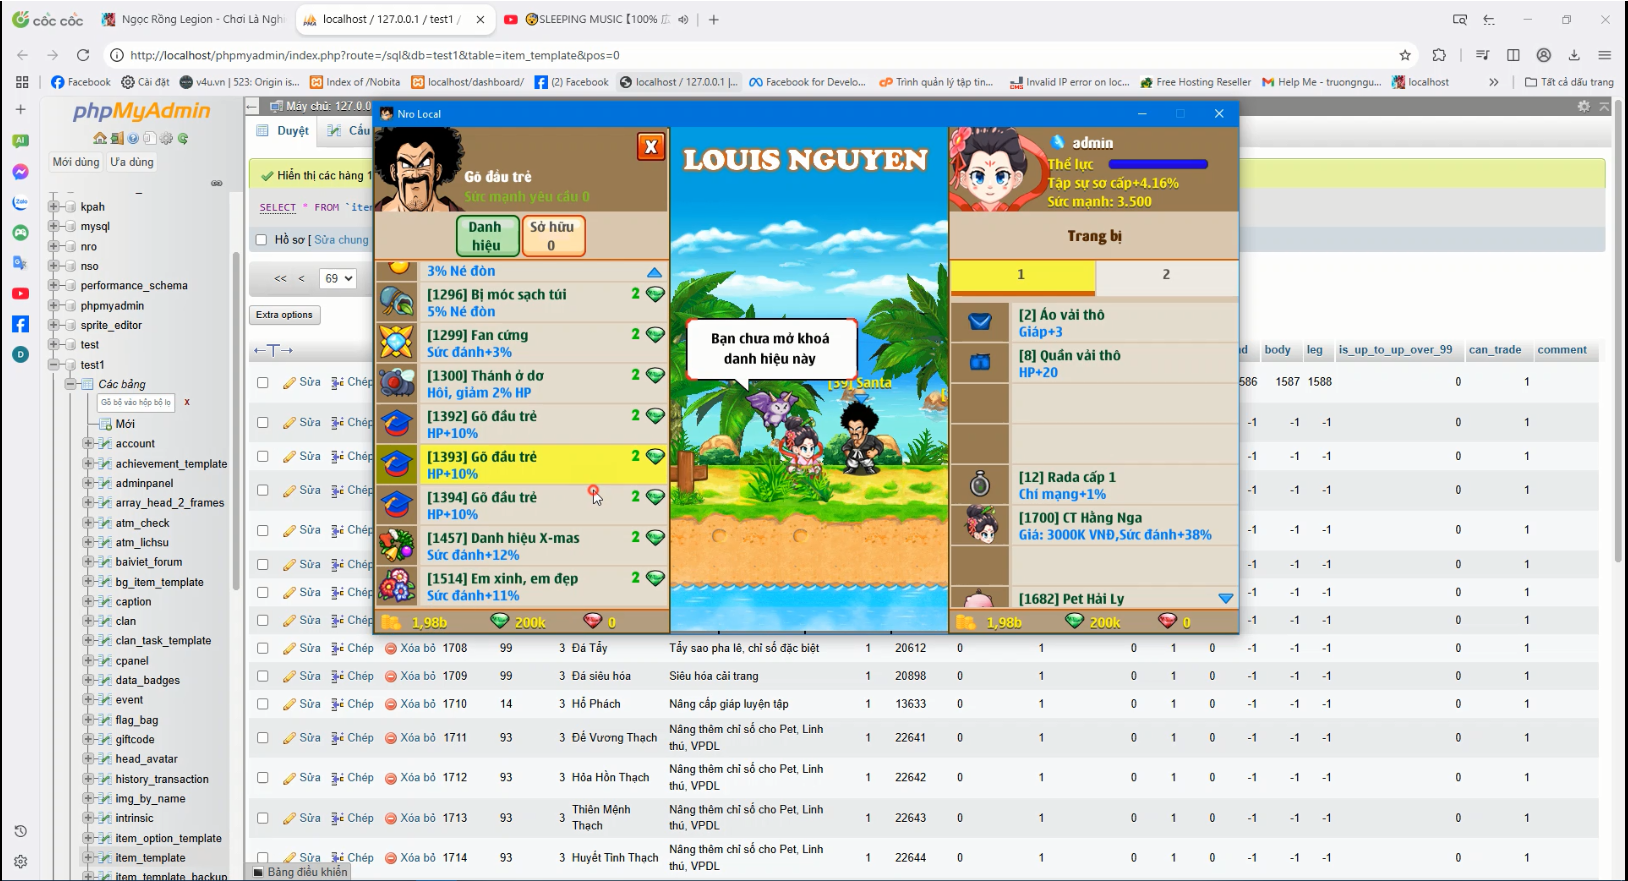 cốc cốc
Ngọc Rồng Legion - Chơi Là Ngh
localhost / 127.0.0.1 / test1 /
SLEEPING MUSIC【100%
http://localhost/phpmyadmin/index.php?route=/sql&db=test1&table=item_template&pos=0
Facebook
Cài đặt
v4u.vn | 523: Origin is...
Index of /Nobita
localhost/dashboard/
(2) Facebook
localhost / 127.0.0.1 |...
Facebook for Develo...
Trình quản lý tập tin...
Invalid IP error on loc...
Free Hosting Reseller
Help Me - truongngu...
localhost
Tất cả dấu trang
phpMyAdmin
Mới dùng
Ưa dùng
kpah
mysql
nro
nso
performance_schema
phpmyadmin
sprite_editor
test
test1
Các bảng
Gõ bộ vào hộp bộ lọ
X
Mới
account
achievement_template
adminpanel
array_head_2_frames
atm_check
atm_lichsu
baiviet_forum
bg_item_template
caption
clan
clan_task_template
cpanel
data_badges
event
flag_bag
giftcode
head_avatar
history_transaction
img_by_name
intrinsic
item_option_template
item_template
item_template_backup
Máy chủ: 127.0.0
Duyệt
Cấu
Hiển thị các hàng 1
SELECT * FROM `iter
Hồ sơ [ Sửa chung
<< < 69
Extra options
Nro Local
Gõ đầu trẻ
Sức mạnh yêu cầu 0
X
Danh hiệu
Sở hữu 0
3% Né đòn
[1296] Bị móc sạch túi 2
5% Né đòn
[1299] Fan cứng 2
Sức đánh+3%
[1300] Thánh ở dơ 2
Hôi, giảm 2% HP
[1392] Gõ đầu trẻ 2
HP+10%
[1393] Gõ đầu trẻ 2
HP+10%
[1394] Gõ đầu trẻ 2
HP+10%
[1457] Danh hiệu X-mas 2
Sức đánh+12%
[1514] Em xinh, em đẹp 2
Sức đánh+11%
1,98b 200k 0
LOUIS NGUYEN
Bạn chưa mở khoá
danh hiệu này
[39] Santa
admin
Thể lực
Tập sự sơ cấp+4.16%
Sức mạnh: 3.500
Trang bị
1 2
[2] Áo vải thô
Giáp+3
[8] Quần vải thô
HP+20
[12] Rada cấp 1
Chí mạng+1%
[1700] CT Hằng Nga
Giá: 3000K VNĐ,Sức đánh+38%
[1682] Pet Hải Ly
1,98b 200k 0
body leg is_up_to_up_over_99 can_trade comment
Sửa Chép 586 1587 1588 0 1
Sửa Chép -1 -1 -1 0 1
Sửa Chép -1 -1 -1 0 1
Sửa Chép -1 -1 -1 0 1
Sửa Chép -1 -1 -1 0 1
Sửa Chép -1 -1 -1 0 1
Sửa Chép -1 -1 -1 0 1
Sửa Chép -1 -1 -1 0 1
Sửa Chép Xóa bỏ 1708 99 3 Đá Tẩy Tẩy sao pha lê, chỉ số đặc biệt 1 20612 0 1 0 1 0 -1 -1 -1 0 1
Sửa Chép Xóa bỏ 1709 99 3 Đá siêu hóa Siêu hóa cải trang 1 20898 0 1 0 1 0 -1 -1 -1 0 1
Sửa Chép Xóa bỏ 1710 14 3 Hổ Phách Nâng cấp giáp luyện tập 1 13633 0 1 0 1 0 -1 -1 -1 0 1
Sửa Chép Xóa bỏ 1711 93 3 Đế Vương Thạch Nâng thêm chỉ số cho Pet, Linh thú, VPDL 1 22641 0 1 0 1 0 -1 -1 -1 0 1
Sửa Chép Xóa bỏ 1712 93 3 Hỏa Hồn Thạch Nâng thêm chỉ số cho Pet, Linh thú, VPDL 1 22642 0 1 0 1 0 -1 -1 -1 0 1
Sửa Chép Xóa bỏ 1713 93 3 Thiên Mệnh Thạch Nâng thêm chỉ số cho Pet, Linh thú, VPDL 1 22643 0 1 0 1 0 -1 -1 -1 0 1
Sửa Chép Xóa bỏ 1714 93 3 Huyết Tinh Thạch Nâng thêm chỉ số cho Pet, Linh thú, VPDL 1 22644 0 1 0 1 0 -1 -1 -1 0 1
Bảng điều khiển